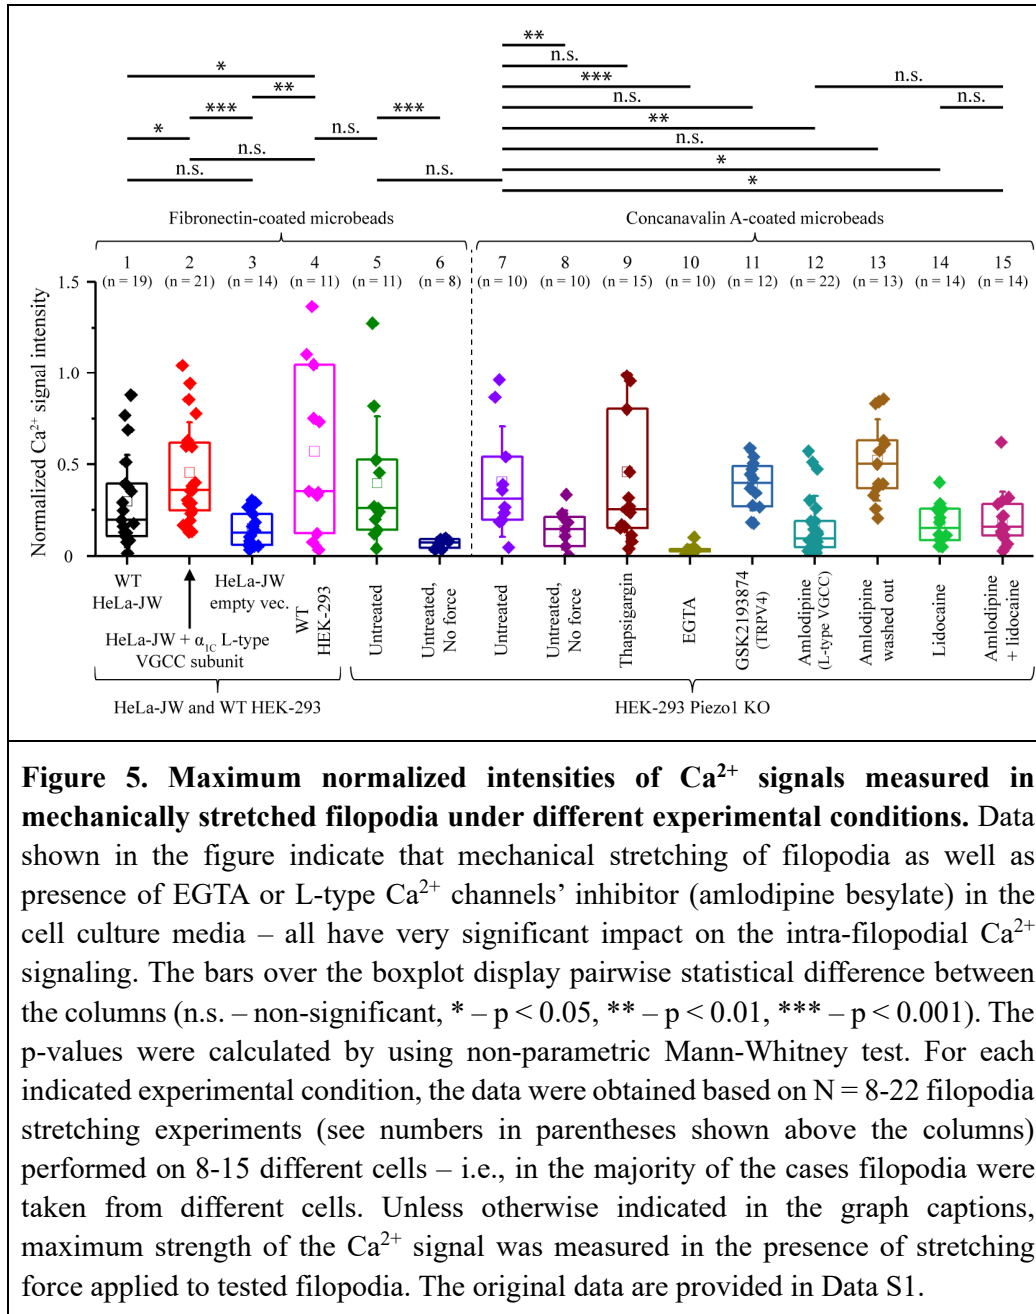 **
n.s.
* *** n.s.
** n.s. n.s.
*** *** **
* n.s. n.s.
n.s. *
n.s. *
Fibronectin-coated microbeads Concanavalin A-coated microbeads
1 2 3 4 5 6 7 8 9 10 11 12 13 14 15
(n = 19) (n = 21) (n = 14) (n = 11) (n = 11) (n = 8) (n = 10) (n = 10) (n = 15) (n = 10) (n = 12) (n = 22) (n = 13) (n = 14) (n = 14)
Normalized Ca²⁺ signal intensity
1.5
1.0
0.5
0
WT
HeLa-JW
HeLa-JW + α1C L-type
VGCC subunit
HeLa-JW
empty vec.
WT
HEK-293
Untreated
Untreated,
No force
Untreated
Untreated,
No force
Thapsigargin
EGTA
GSK2193874
(TRPV4)
Amlodipine
(L-type VGCC)
Amlodipine
washed out
Lidocaine
Amlodipine
+ lidocaine
HeLa-JW and WT HEK-293 HEK-293 Piezo1 KO
Figure 5. Maximum normalized intensities of Ca²⁺ signals measured in
mechanically stretched filopodia under different experimental conditions. Data
shown in the figure indicate that mechanical stretching of filopodia as well as
presence of EGTA or L-type Ca²⁺ channels’ inhibitor (amlodipine besylate) in the
cell culture media – all have very significant impact on the intra-filopodial Ca²⁺
signaling. The bars over the boxplot display pairwise statistical difference between
the columns (n.s. – non-significant, * – p < 0.05, ** – p < 0.01, *** – p < 0.001). The
p-values were calculated by using non-parametric Mann-Whitney test. For each
indicated experimental condition, the data were obtained based on N = 8-22 filopodia
stretching experiments (see numbers in parentheses shown above the columns)
performed on 8-15 different cells – i.e., in the majority of the cases filopodia were
taken from different cells. Unless otherwise indicated in the graph captions,
maximum strength of the Ca²⁺ signal was measured in the presence of stretching
force applied to tested filopodia. The original data are provided in Data S1.